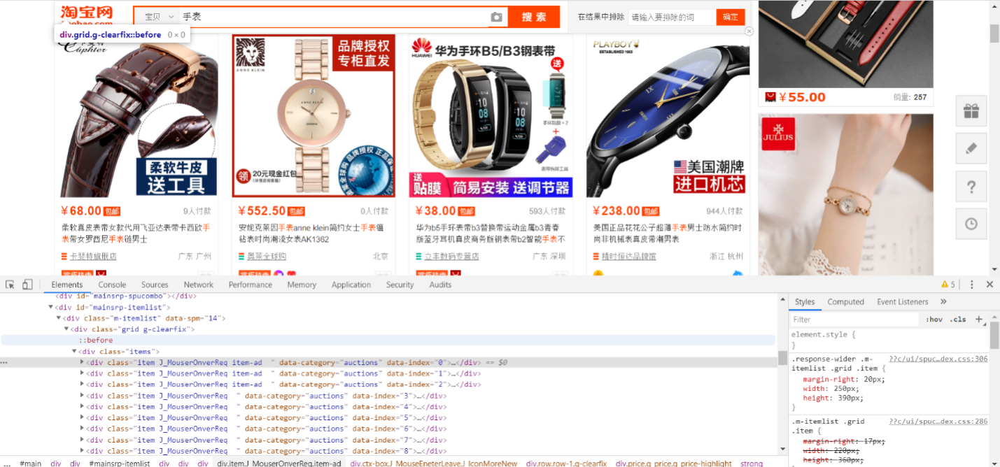 淘宝网
宝贝
手表
搜索
在结果中排除
请输入要排除的词
确定
div.grid.g-clearfix::before 0 × 0
柔软牛皮
送工具
ANNE KLEIN
品牌授权
专柜直发
领
20元现金红包
HUAWEI
华为手环B5/B3钢表带
送
手环贴膜×2
+
送
贴膜
简易安装 送调节器
PLAYBOY
ESTABLISHED 1953
美国潮牌
进口机芯
¥55.00
销量: 257
JULIUS
¥68.00 包邮 9人付款
柔软真皮表带女款代用飞亚达表带卡西欧手
表带女罗西尼手表链男士
卡斐特旗舰店 广东 广州
¥552.50 包邮 0人付款
安妮克莱因手表anne klein简约女士手表镶
钻表时尚潮流女表AK1362
奥莱全球购 北京
¥38.00 包邮 593人付款
华为b5手环表带b3替换带运动金属b3青春
版蓝牙耳机真皮商务版钢表带b2智能手表不
立丰数码专营店 广东 深圳
¥238.00 包邮 944人付款
美国正品花花公子超薄手表男士防水简约时
尚非机械表真皮带潮男表
精时恒达品牌馆 浙江 杭州
Elements Console Sources Network Performance Memory Application Security Audits
5
<div id="mainsrp-spucombo"></div>
▼<div id="mainsrp-itemlist">
▼<div class="m-itemlist" data-spm="14">
▼<div class="grid g-clearfix">
::before
▼<div class="items">
▶<div class="item J_MouserOnverReq item-ad  " data-category="auctions" data-index="0">…</div> == $0
▶<div class="item J_MouserOnverReq item-ad  " data-category="auctions" data-index="1">…</div>
▶<div class="item J_MouserOnverReq item-ad  " data-category="auctions" data-index="2">…</div>
▶<div class="item J_MouserOnverReq  " data-category="auctions" data-index="3">…</div>
▶<div class="item J_MouserOnverReq  " data-category="auctions" data-index="4">…</div>
▶<div class="item J_MouserOnverReq  " data-category="auctions" data-index="5">…</div>
▶<div class="item J_MouserOnverReq  " data-category="auctions" data-index="6">…</div>
▶<div class="item J_MouserOnverReq  " data-category="auctions" data-index="7">…</div>
▶<div class="item J_MouserOnverReq  " data-category="auctions" data-index="8">…</div>
... #main div div #mainsrp-itemlist div div div div.item.J_MouserOnverReq.item-ad div.ctx-box.J_MouseEneterLeave.J_IconMoreNew div.row.row-1.g-clearfix div.price.g_price.g_price-highlight strong
Styles Computed Event Listeners »
Filter :hov .cls +
element.style {
}
.response-wider .m-itemlist .grid .item { ??c/ui/spuc…dex.css:306
margin-right: 20px;
width: 250px;
height: 390px;
}
.m-itemlist .grid .item { ??c/ui/spuc…dex.css:286
margin-right: 17px;
width: 220px;
height: 360px;